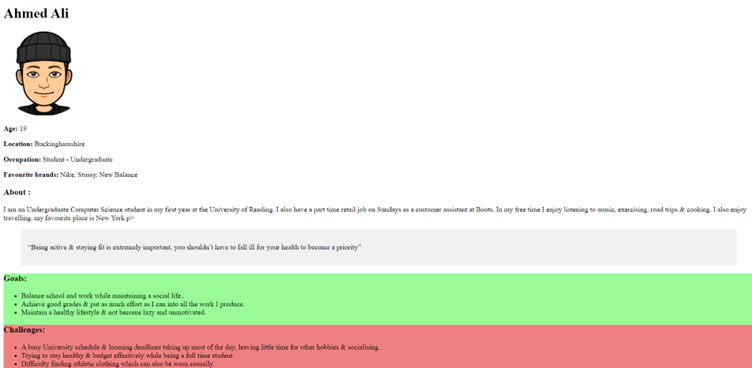 Ahmed Ali
Age: 19
Location: Buckinghamshire
Occupation: Student - Undergraduate
Favourite brands: Nike, Stussy, New Balance
About :
I am an Undergraduate Computer Science student in my first year at the University of Reading. I also have a part time retail job on Sundays as a customer assistant at Boots. In my free time I enjoy listening to music, exercising, road trips & cooking. I also enjoy
travelling, my favourite place is New York.p>
“Being active & staying fit is extremely important, you shouldn’t have to fall ill for your health to become a priority”
Goals:
• Balance school and work while maintaining a social life..
• Achieve good grades & put as much effort as I can into all the work I produce.
• Maintain a healthy lifestyle & not become lazy and unmotivated.
Challenges:
• A busy University schedule & looming deadlines taking up most of the day, leaving little time for other hobbies & socialising.
• Trying to stay healthy & budget effectively while being a full time student.
• Difficulty finding athletic clothing which can also be worn casually.